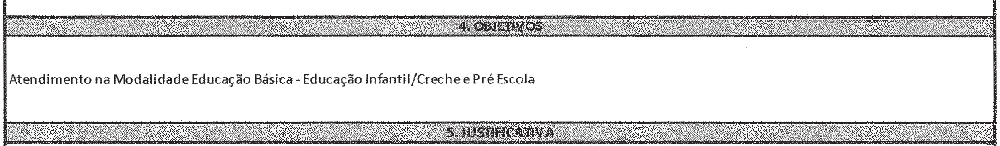 4. OBJETIVOS
Atendimento na Modalidade Educação Básica - Educação Infantil/Creche e Pré Escola
5. JUSTIFICATIVA